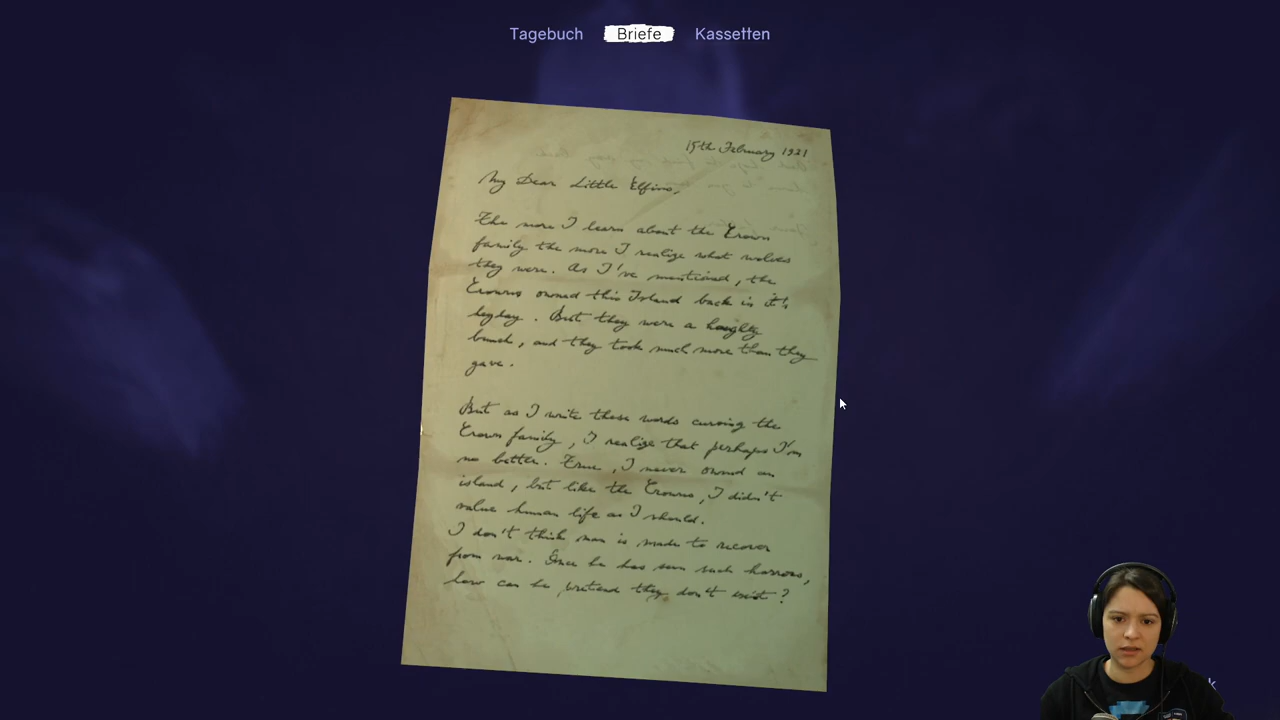 Tagebuch Briefe Kassetten
15th February 1921
My Dear Little Elfins,
The more I learn about the Crown
family the more I realize what wolves
they were. As I've mentioned, the
Crowns owned this Island back in it's
heyday. But they were a
bunch, and they took much more than they
gave.
But as I write these words cursing the
Crown family, I realize that perhaps I'm
no better. True, I never owned an
island, but like the Crowns, I didn't
value human life as I should.
I don't think man is made to recover
from war. Once he has seen such horrors,
how can he pretend they don't exist?
k